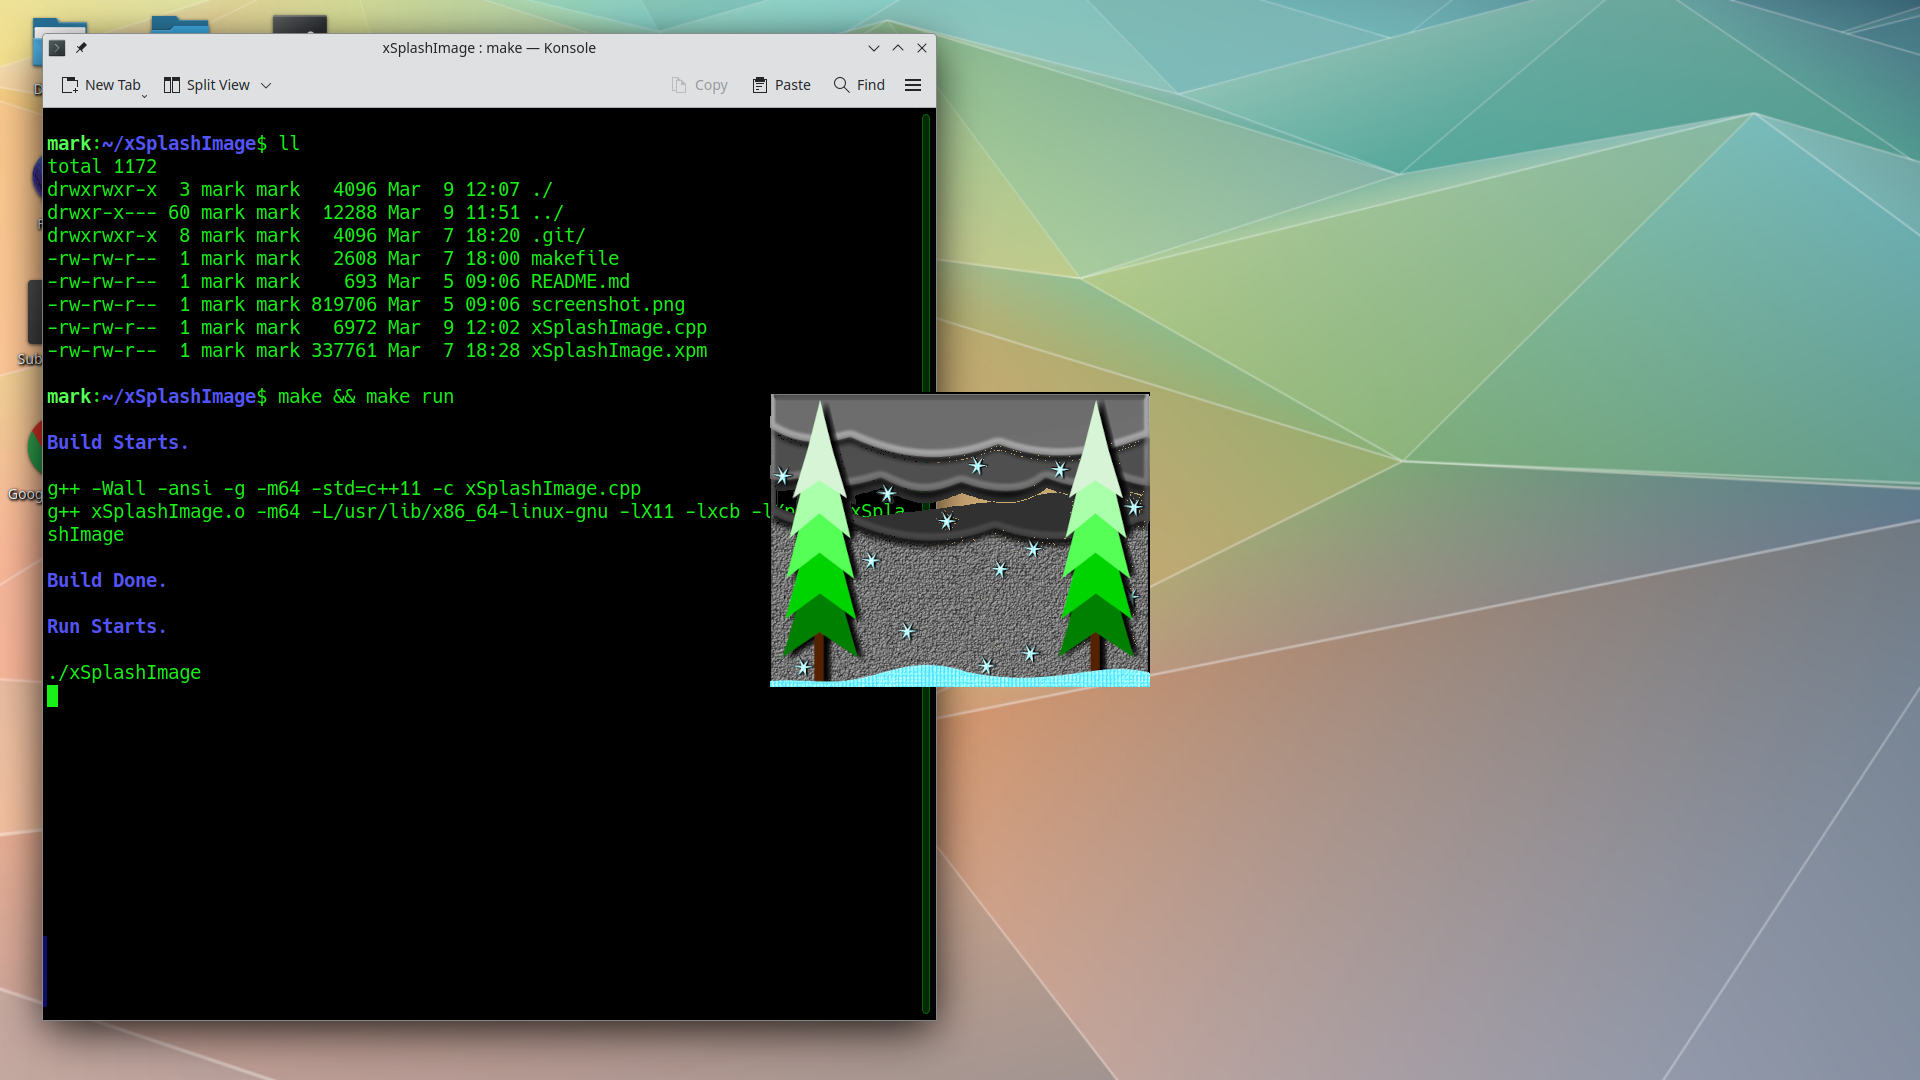 xSplashImage : make — Konsole
New Tab Split View Copy Paste Find
mark:~/xSplashImage$ ll
total 1172
drwxrwxr-x  3 mark mark   4096 Mar  9 12:07 ./
drwxr-x--- 60 mark mark  12288 Mar  9 11:51 ../
drwxrwxr-x  8 mark mark   4096 Mar  7 18:20 .git/
-rw-rw-r--  1 mark mark   2608 Mar  7 18:00 makefile
-rw-rw-r--  1 mark mark    693 Mar  5 09:06 README.md
-rw-rw-r--  1 mark mark 819706 Mar  5 09:06 screenshot.png
-rw-rw-r--  1 mark mark   6972 Mar  9 12:02 xSplashImage.cpp
-rw-rw-r--  1 mark mark 337761 Mar  7 18:28 xSplashImage.xpm
mark:~/xSplashImage$ make && make run
Build Starts.
g++ -Wall -ansi -g -m64 -std=c++11 -c xSplashImage.cpp
g++ xSplashImage.o -m64 -L/usr/lib/x86_64-linux-gnu -lX11 -lxcb xSpla
shImage
Build Done.
Run Starts.
./xSplashImage
Sub
Goog